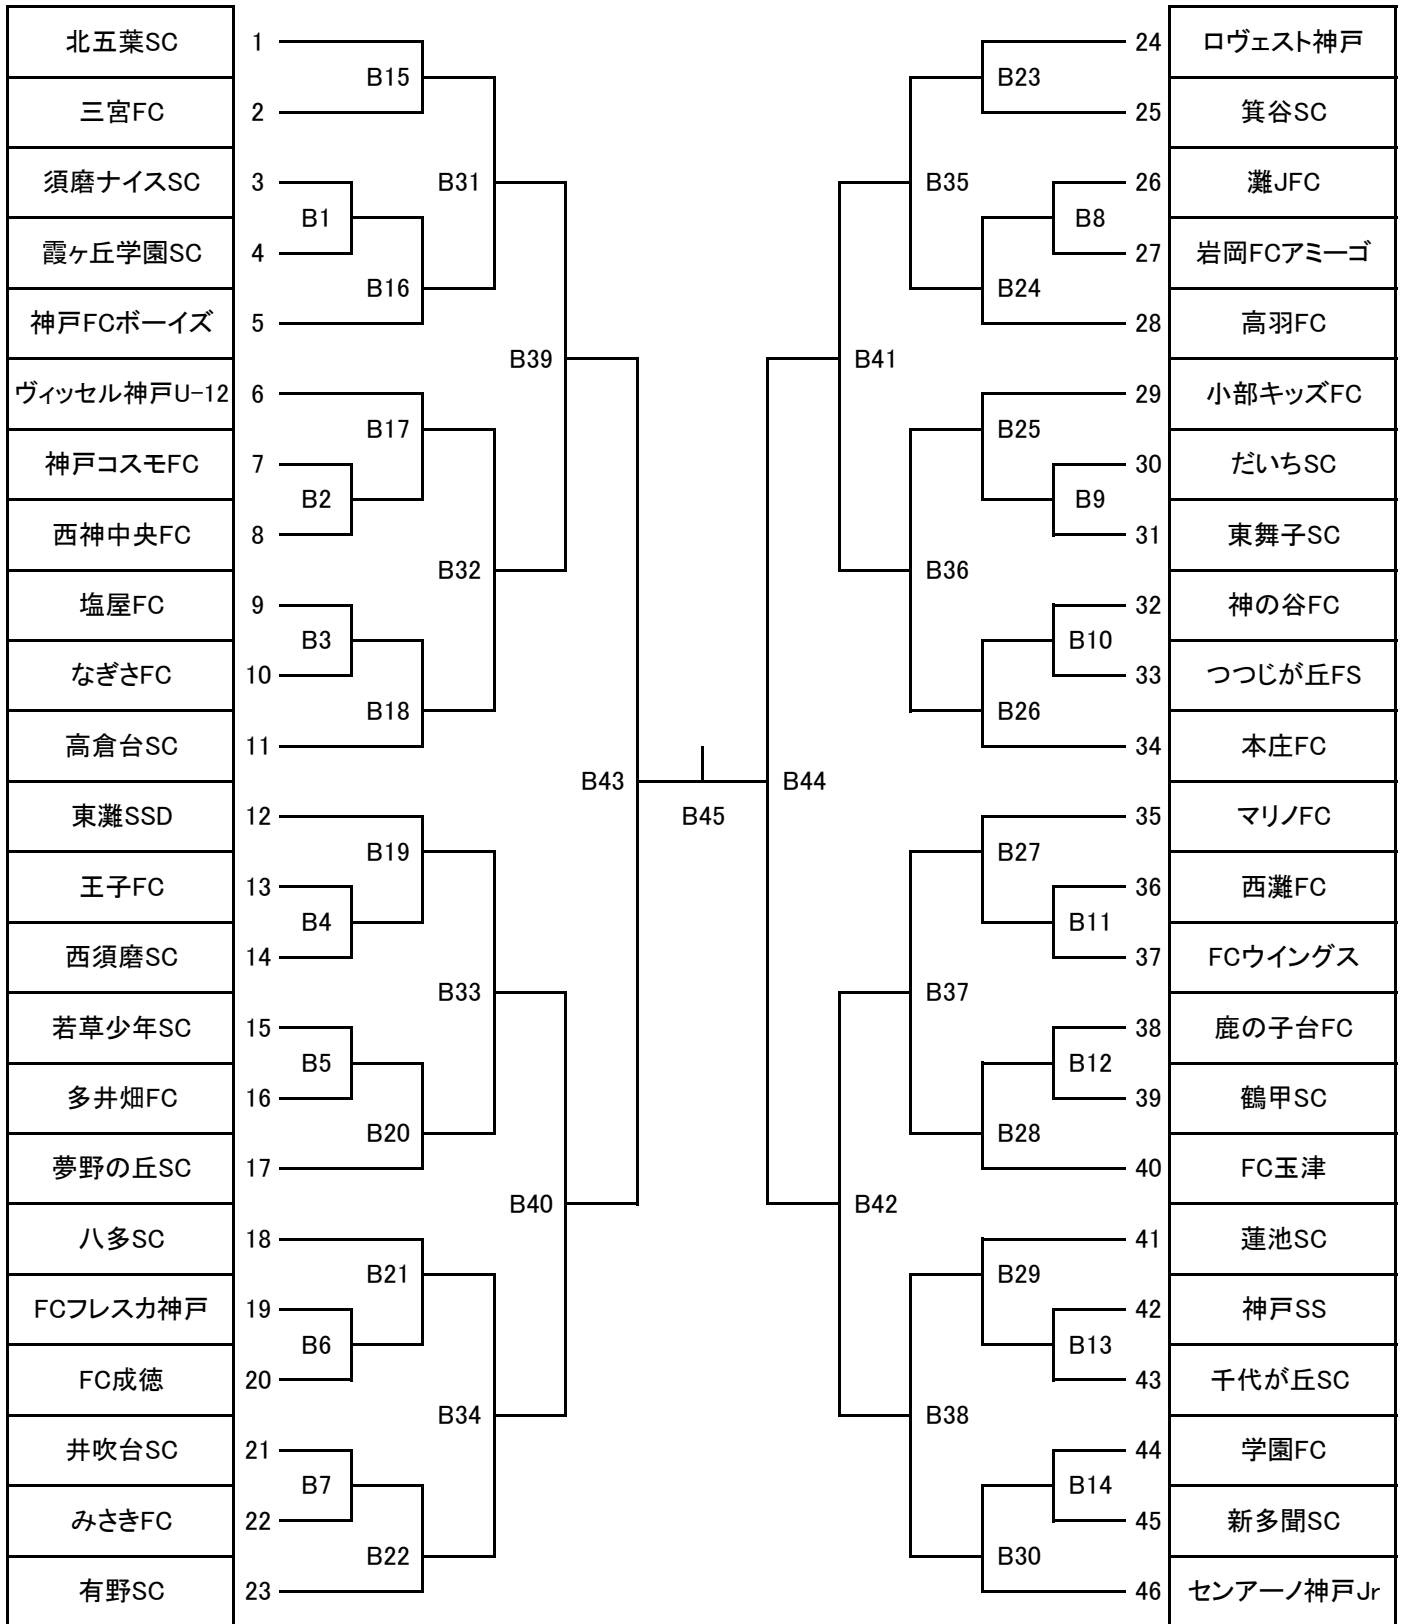 北五葉SC 1 24 ロヴェスト神戸
B15 B23
三宮FC 2 25 箕谷SC
須磨ナイスSC 3 B31 B35 26 灘JFC
B1 B8
霞ヶ丘学園SC 4 27 岩岡FCアミーゴ
B16 B24
神戸FCボーイズ 5 28 高羽FC
B39 B41
ヴィッセル神戸U-12 6 29 小部キッズFC
B17 B25
神戸コスモFC 7 30 だいちSC
B2 B9
西神中央FC 8 31 東舞子SC
B32 B36
塩屋FC 9 32 神の谷FC
B3 B10
なぎさFC 10 33 つつじが丘FS
B18 B26
高倉台SC 11 34 本庄FC
B43 B44
東灘SSD 12 B45 35 マリノFC
B19 B27
王子FC 13 36 西灘FC
B4 B11
西須磨SC 14 37 FCウイングス
B33 B37
若草少年SC 15 38 鹿の子台FC
B5 B12
多井畑FC 16 39 鶴甲SC
B20 B28
夢野の丘SC 17 40 FC玉津
B40 B42
八多SC 18 41 蓮池SC
B21 B29
FCフレスカ神戸 19 42 神戸SS
B6 B13
FC成徳 20 43 千代が丘SC
B34 B38
井吹台SC 21 44 学園FC
B7 B14
みさきFC 22 45 新多聞SC
B22 B30
有野SC 23 46 センアーノ神戸Jr